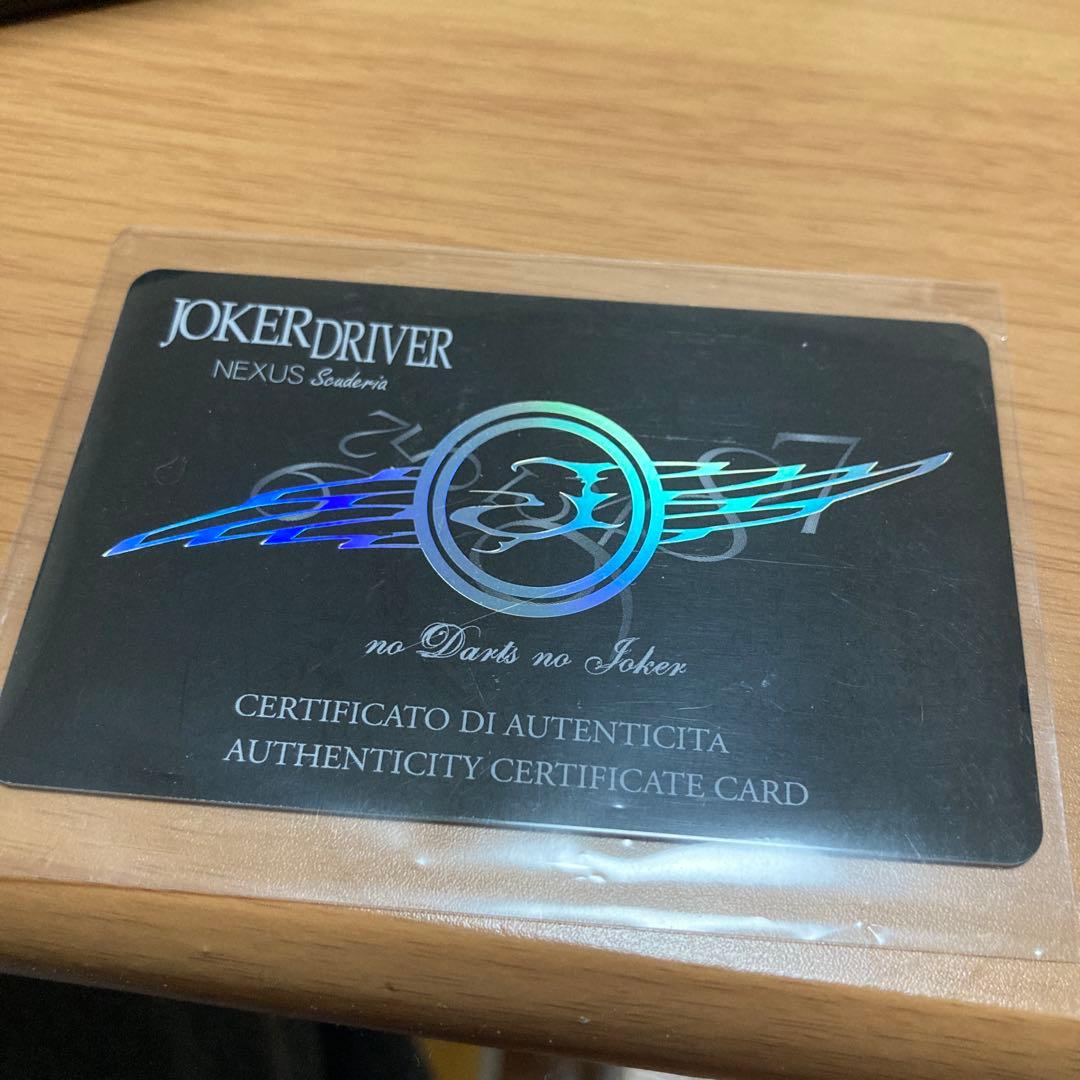 JOKERDRIVER
NEXUS Scuderia
no Darts no Joker
CERTIFICATO DI AUTENTICITA
AUTHENTICITY CERTIFICATE CARD